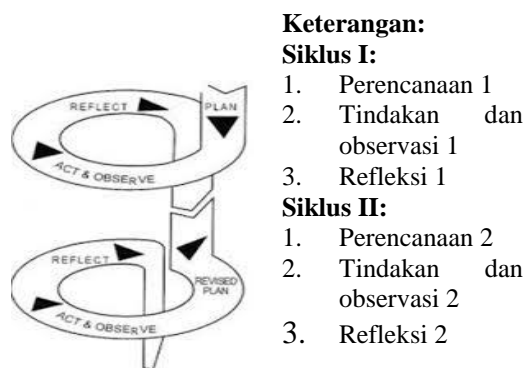 REFLECT
PLAN
ACT & OBSERVE
REFLECT
REVISED
PLAN
ACT & OBSERVE
Keterangan:
Siklus I:
1. Perencanaan 1
2. Tindakan dan
observasi 1
3. Refleksi 1
Siklus II:
1. Perencanaan 2
2. Tindakan dan
observasi 2
3. Refleksi 2